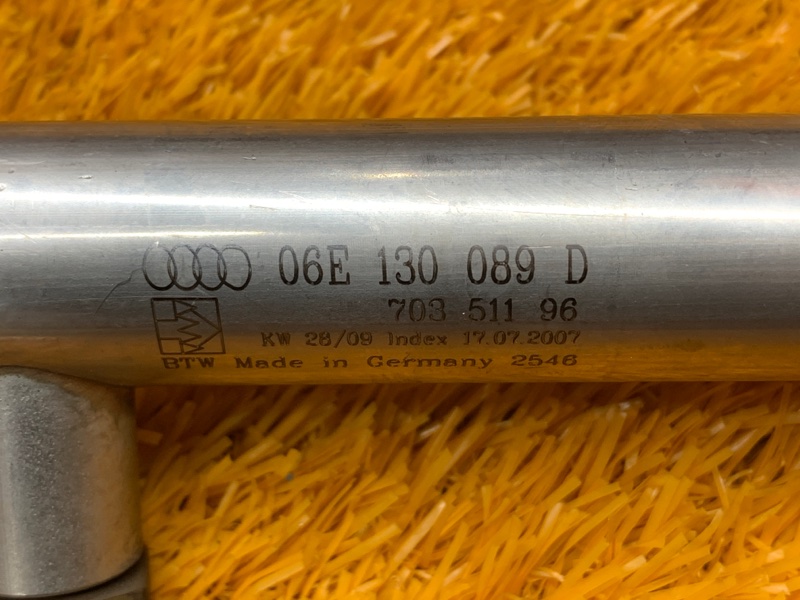 06E 130 089 D
703 511 96
KW 28/09 Index 17.07.2007
BTW Made in Germany 2546